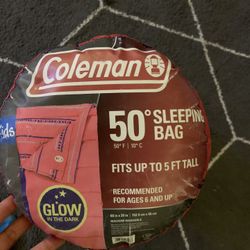 Coleman
Kids
50° SLEEPING
BAG
50° F | 10° C
FITS UP TO 5 FT TALL
RECOMMENDED
FOR AGES 6 AND UP
GLOW
IN THE DARK